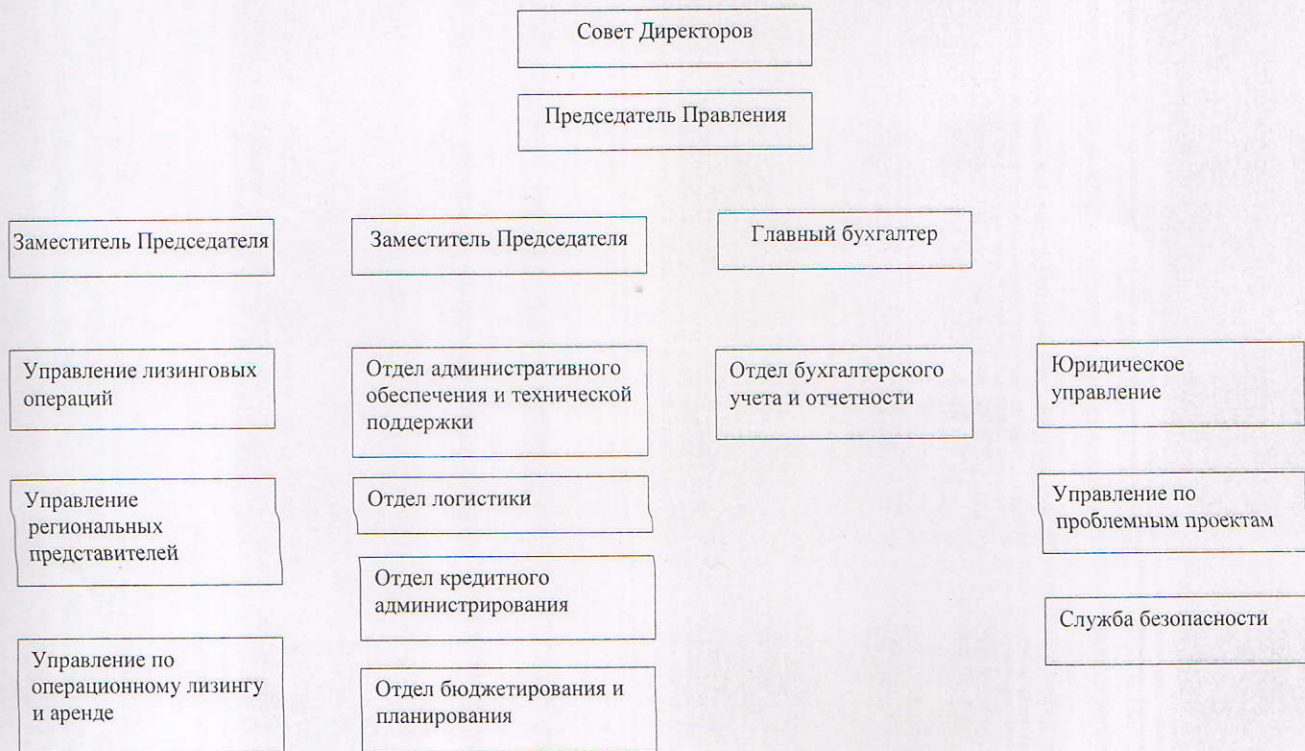 Совет Директоров
Председатель Правления
Заместитель Председателя
Заместитель Председателя
Главный бухгалтер
Управление лизинговых
операций
Отдел административного
обеспечения и технической
поддержки
Отдел бухгалтерского
учета и отчетности
Юридическое
управление
Управление
региональных
представителей
Отдел логистики
Управление по
проблемным проектам
Отдел кредитного
администрирования
Служба безопасности
Управление по
операционному лизингу
и аренде
Отдел бюджетирования и
планирования